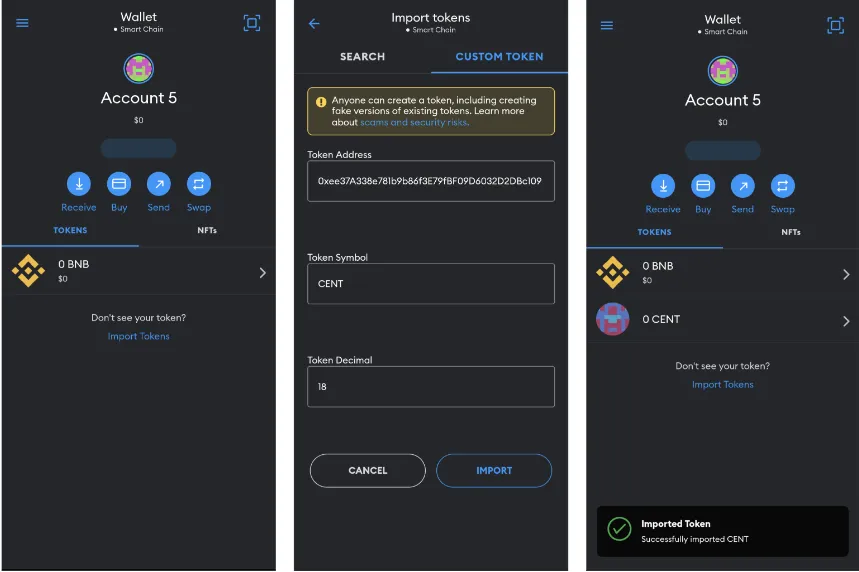 Wallet
Smart Chain
Account 5
$0
Receive Buy Send Swap
TOKENS NFTs
0 BNB
$0
Don't see your token?
Import Tokens
Import tokens
Smart Chain
SEARCH CUSTOM TOKEN
Anyone can create a token, including creating
fake versions of existing tokens. Learn more
about scams and security risks.
Token Address
0xee37A338e781b9b86f3E79fBF09D6032D2DBc109
Token Symbol
CENT
Token Decimal
18
CANCEL IMPORT
Wallet
Smart Chain
Account 5
$0
Receive Buy Send Swap
TOKENS NFTs
0 BNB
$0
0 CENT
Don't see your token?
Import Tokens
Imported Token
Successfully imported CENT